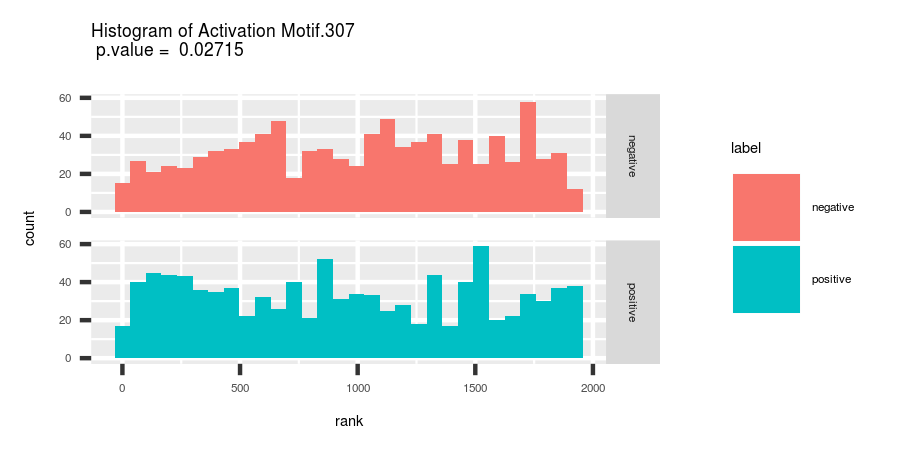 Histogram of Activation Motif.307
p.value =  0.02715
count
60
40
20
0
negative
60
40
20
0
positive
0 500 1000 1500 2000
rank
label
negative
positive